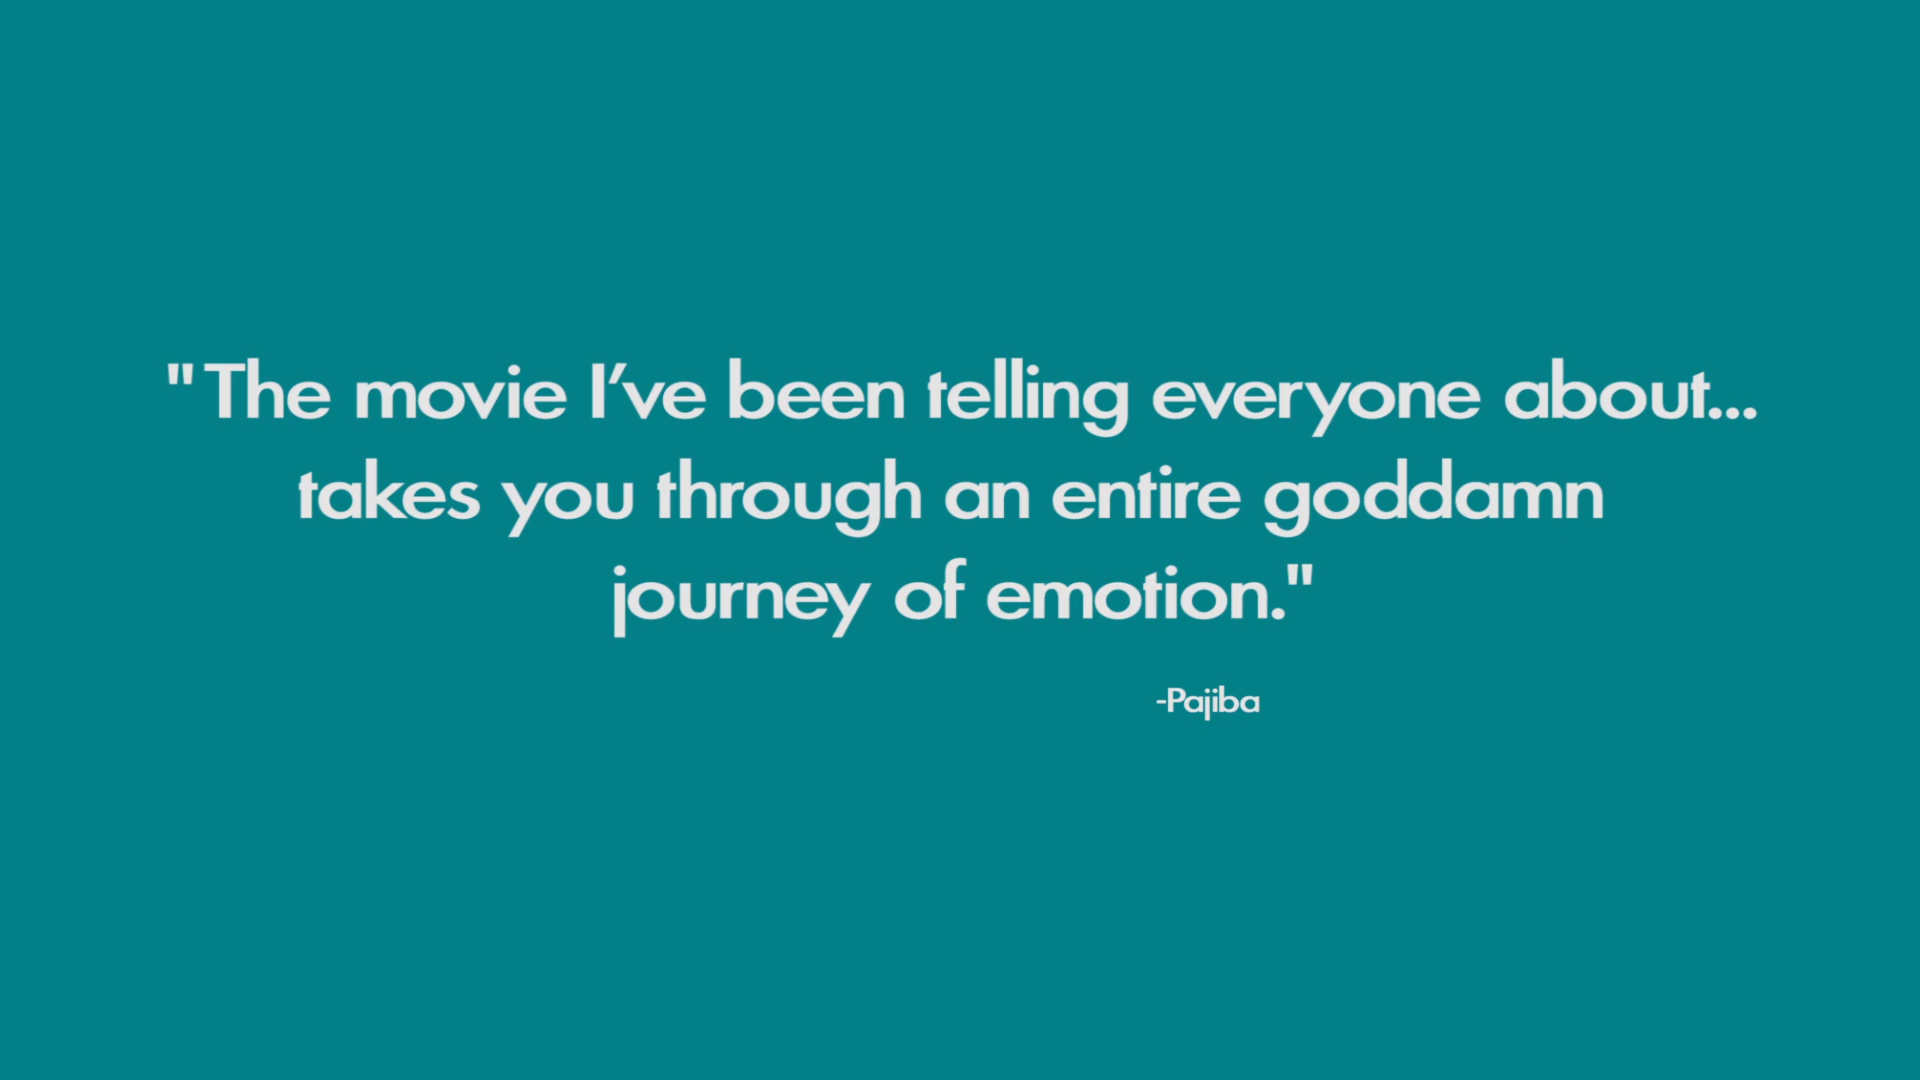 "The movie I’ve been telling everyone about...
takes you through an entire goddamn
journey of emotion."
-Pajiba